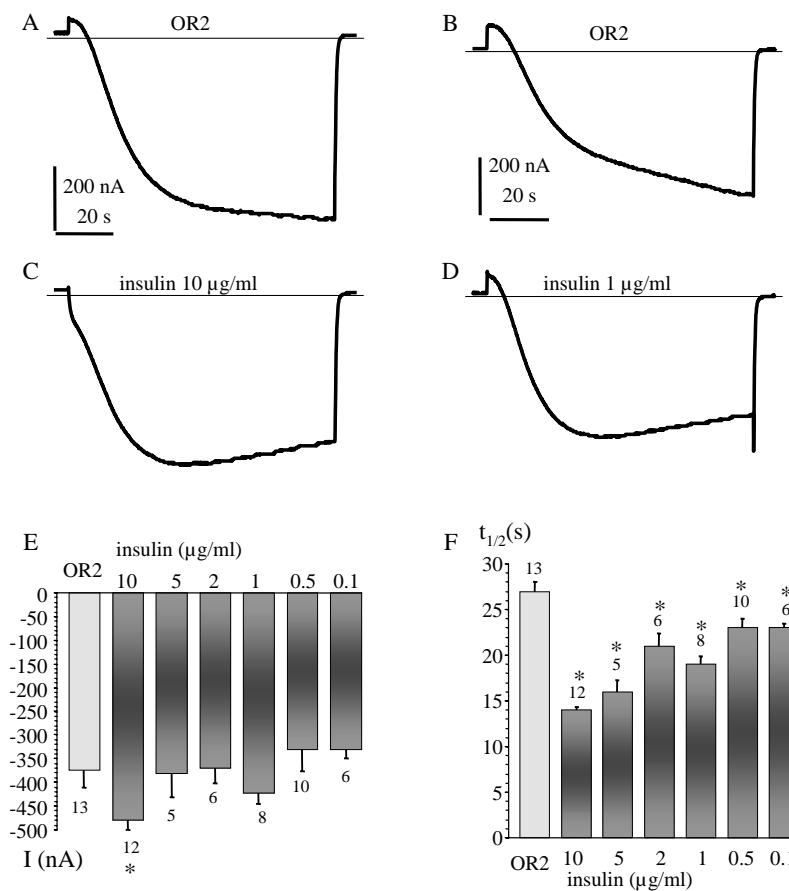 A
OR2
200 nA
20 s
B
OR2
200 nA
20 s
C
insulin 10 µg/ml
D
insulin 1 µg/ml
E
insulin (µg/ml)
OR2
10 5 2 1 0.5 0.1
0
-50
-100
-150
-200
-250
-300
-350
-400
-450
-500
13
12
*
5
6
8
10
6
I (nA)
F
t1/2(s)
30
25
20
15
10
5
0
13
*
12
*
5
*
6
*
8
*
10
*
6
OR2 10 5 2 1 0.5 0.1
insulin (µg/ml)